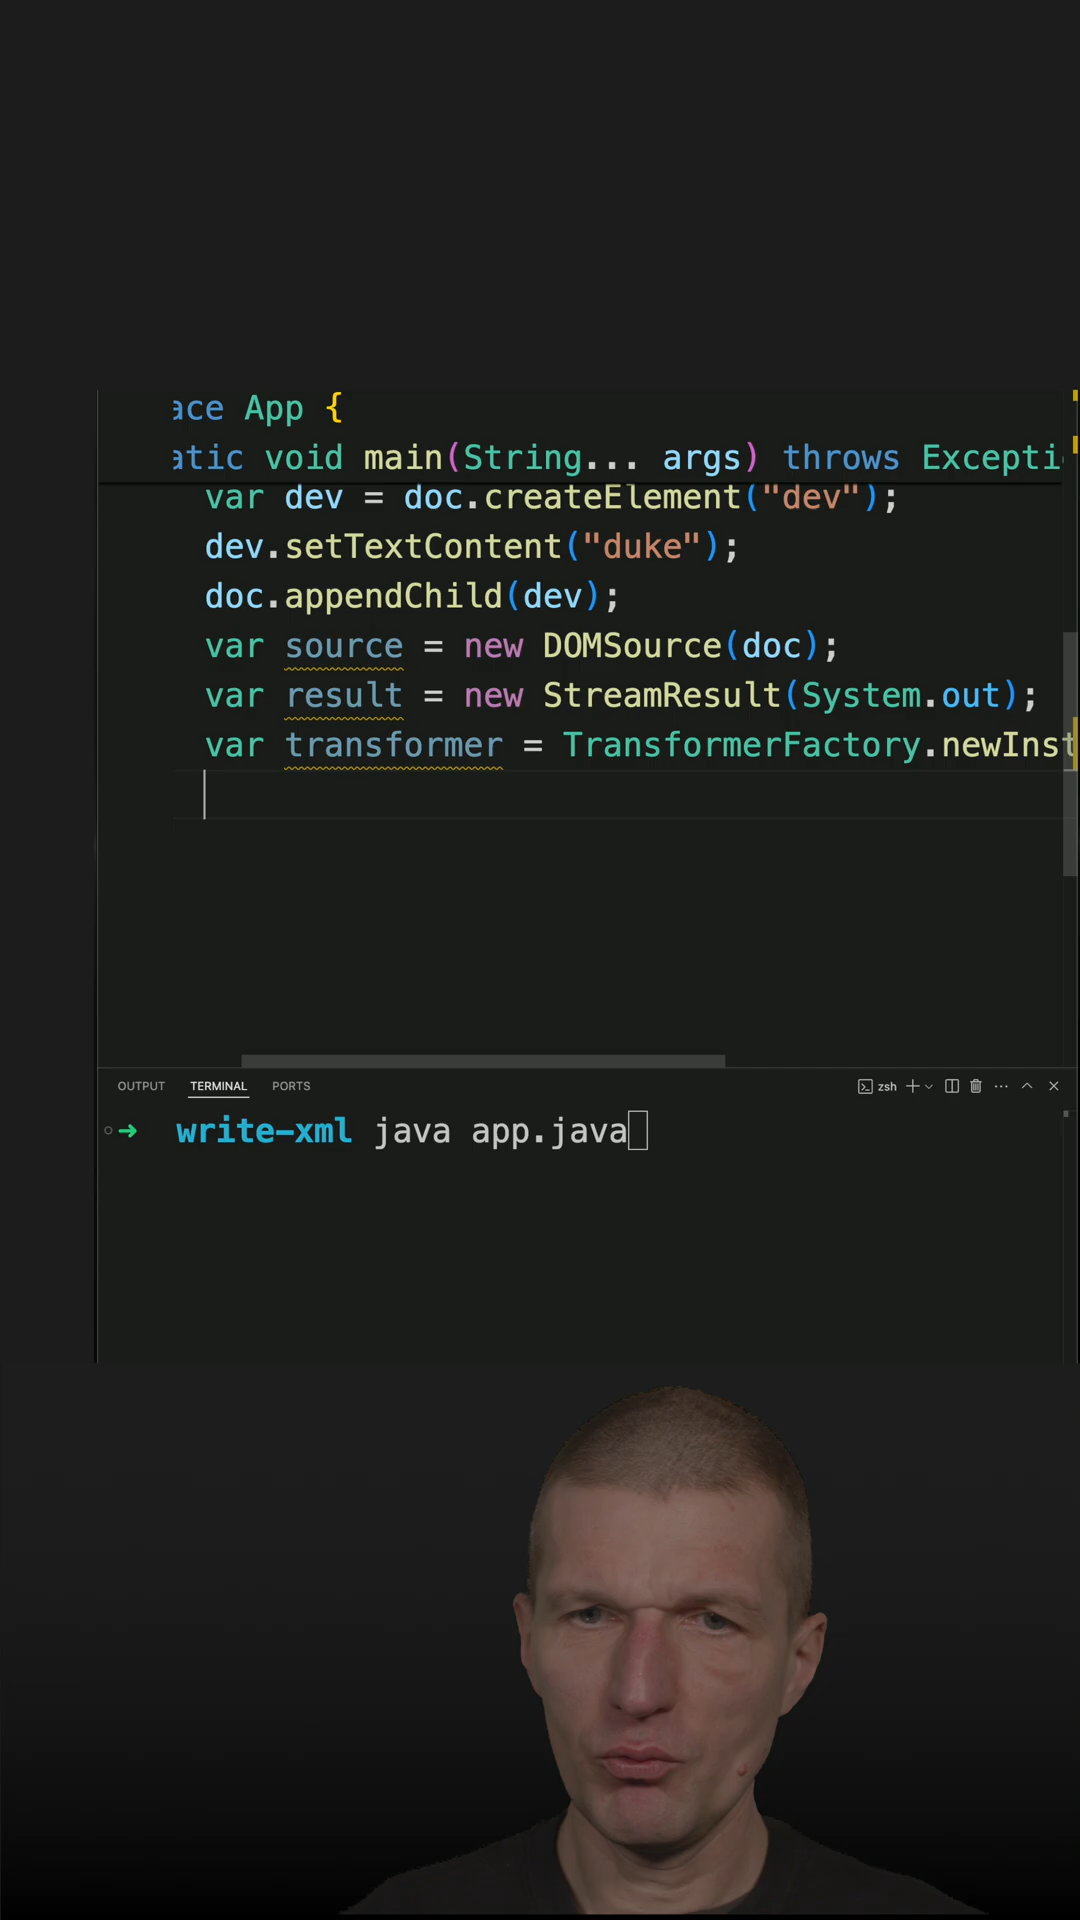 ace App {
atic void main(String... args) throws Excepti
var dev = doc.createElement("dev");
dev.setTextContent("duke");
doc.appendChild(dev);
var source = new DOMSource(doc);
var result = new StreamResult(System.out);
var transformer = TransformerFactory.newInst
OUTPUT TERMINAL PORTS zsh
write-xml java app.java